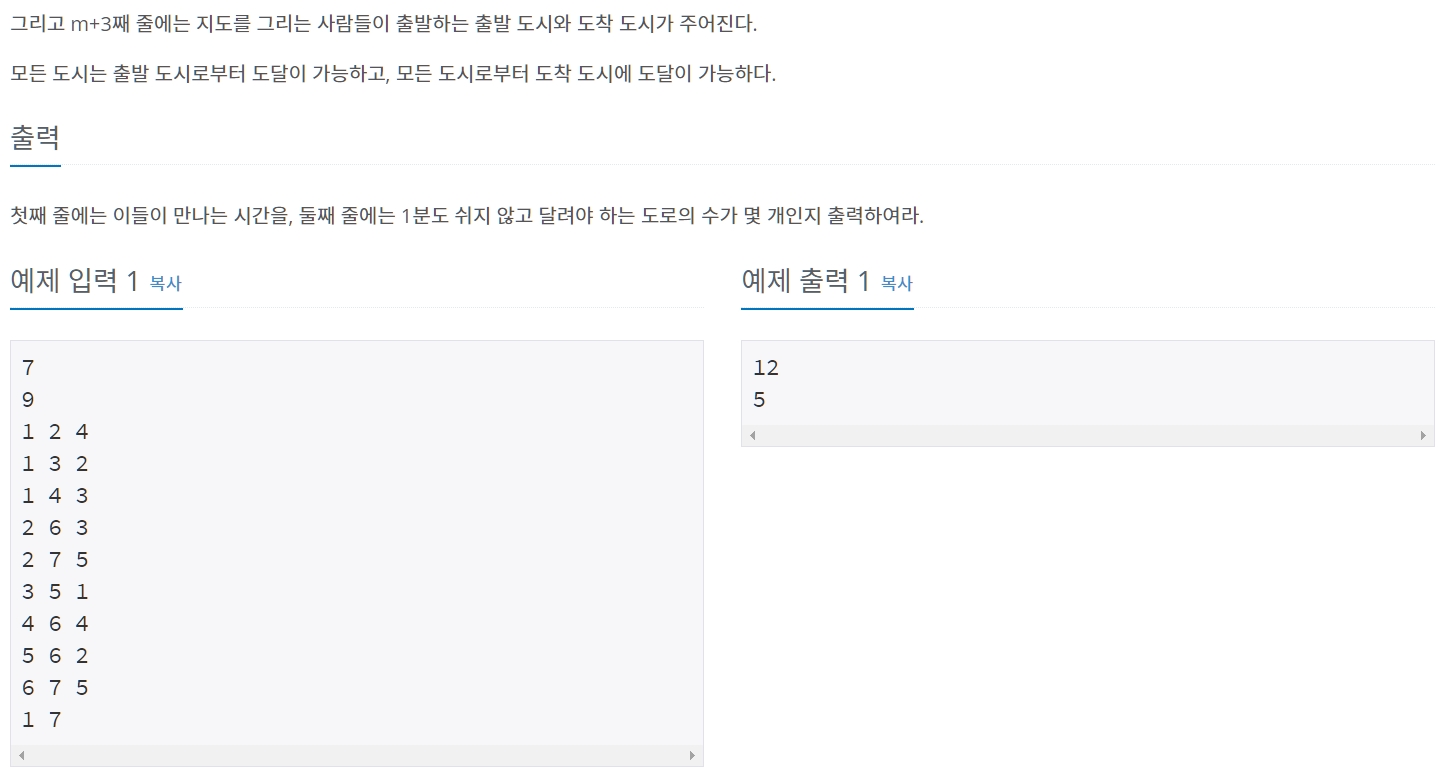 그리고 m+3째 줄에는 지도를 그리는 사람들이 출발하는 출발 도시와 도착 도시가 주어진다.
모든 도시는 출발 도시로부터 도달이 가능하고, 모든 도시로부터 도착 도시에 도달이 가능하다.
출력
첫째 줄에는 이들이 만나는 시간을, 둘째 줄에는 1분도 쉬지 않고 달려야 하는 도로의 수가 몇 개인지 출력하여라.
예제 입력 1 복사
7
9
1 2 4
1 3 2
1 4 3
2 6 3
2 7 5
3 5 1
4 6 4
5 6 2
6 7 5
1 7
예제 출력 1 복사
12
5